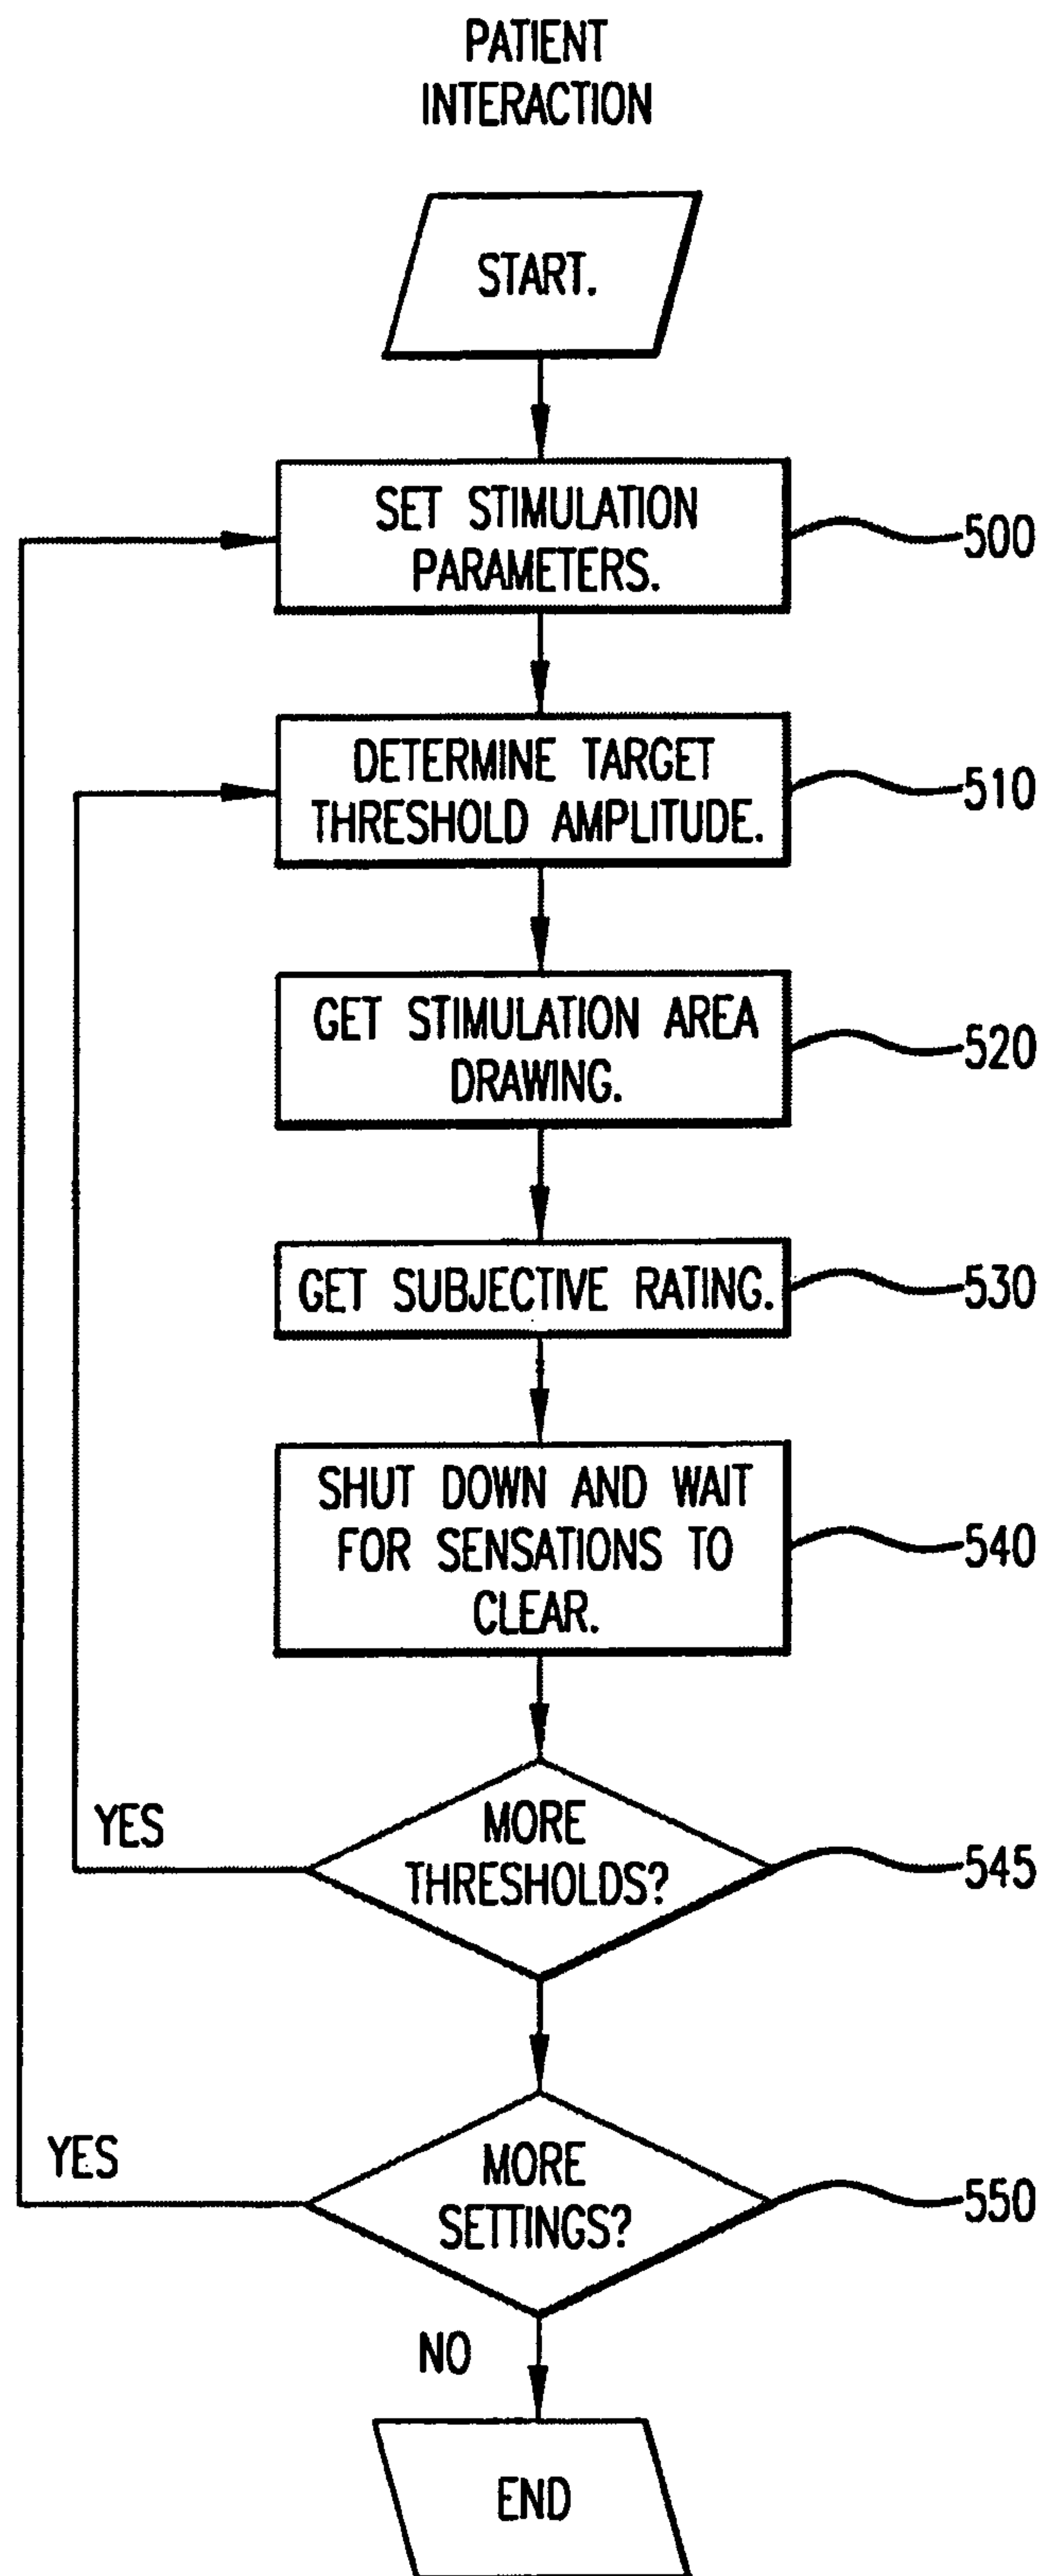 PATIENT
INTERACTION
START.
SET STIMULATION
PARAMETERS.
500
DETERMINE TARGET
THRESHOLD AMPLITUDE.
510
GET STIMULATION AREA
DRAWING.
520
GET SUBJECTIVE RATING.
530
SHUT DOWN AND WAIT
FOR SENSATIONS TO
CLEAR.
540
YES
MORE
THRESHOLDS?
545
YES
MORE
SETTINGS?
550
NO
END